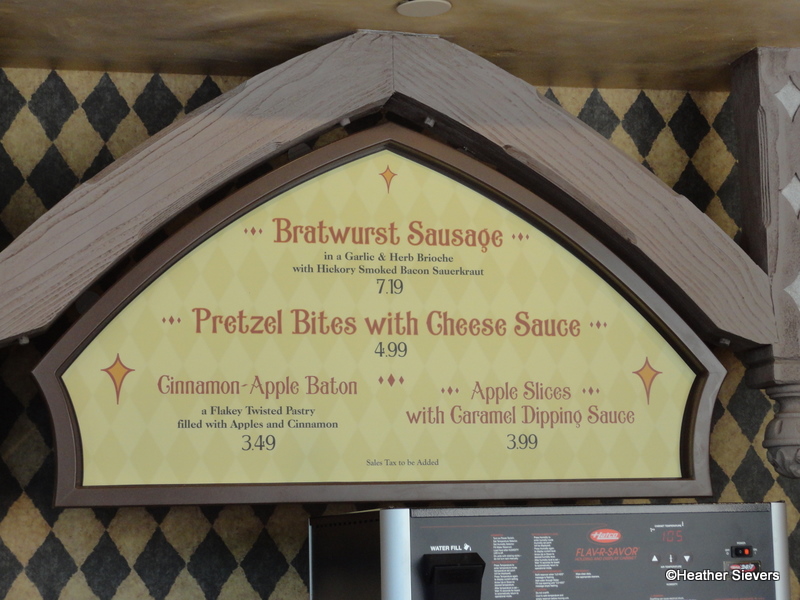 Bratwurst Sausage
in a Garlic & Herb Brioche
with Hickory Smoked Bacon Sauerkraut
7.19
Pretzel Bites with Cheese Sauce
4.99
Cinnamon-Apple Baton
a Flakey Twisted Pastry
filled with Apples and Cinnamon
3.49
Apple Slices
with Caramel Dipping Sauce
3.99
Sales Tax to be Added
WATER FILL
Hatco
FLAV-R-SAVOR
105
©Heather Sievers